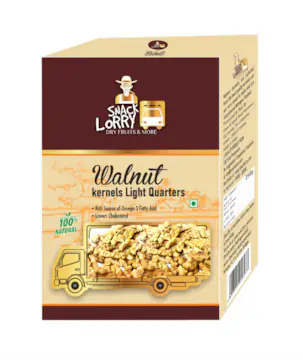 SNACK
LORRY
DRY FRUITS & MORE
Walnut
kernels Light Quarters
• Rich Source of Omega 3 Fatty Acid
• Lowers Cholesterol
100%
NATURAL